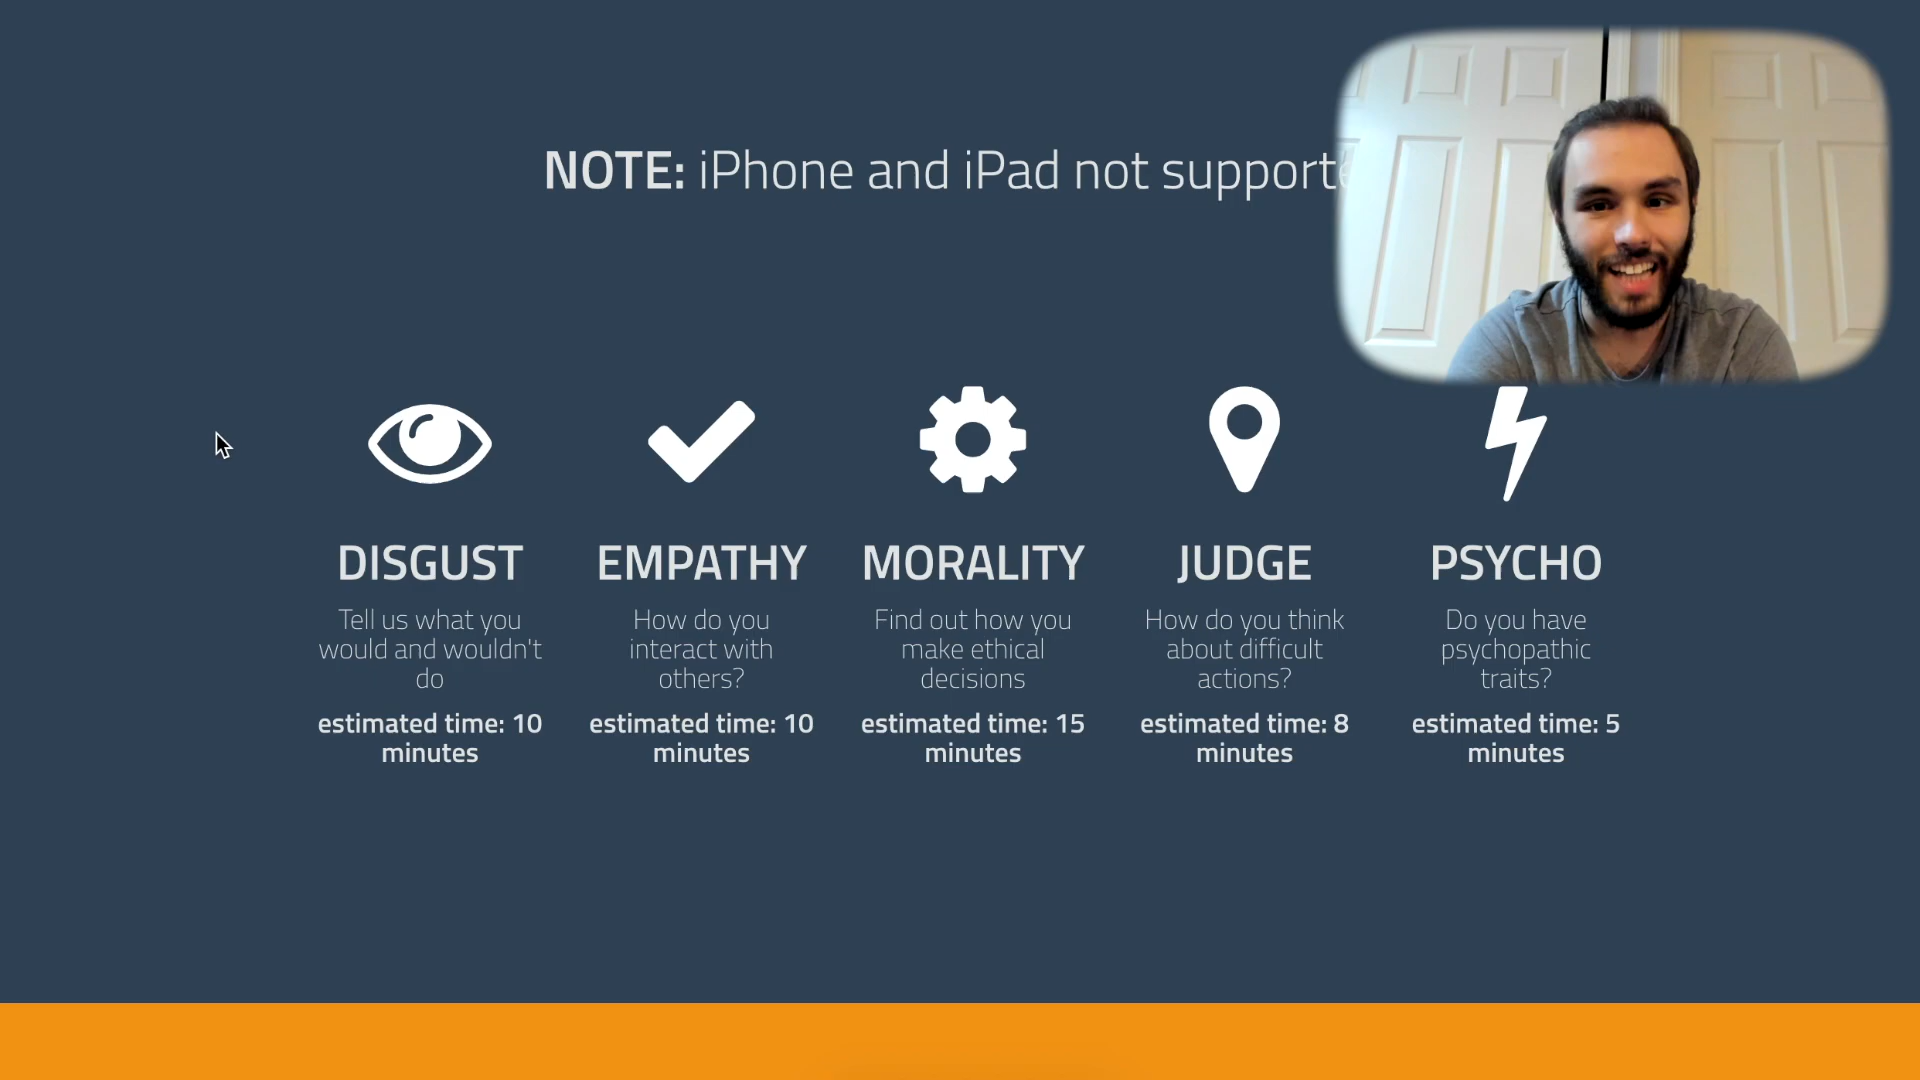 NOTE: iPhone and iPad not
DISGUST
Tell us what you
would and wouldn't
do
estimated time: 10
minutes
EMPATHY
How do you
interact with
others?
estimated time: 10
minutes
MORALITY
Find out how you
make ethical
decisions
estimated time: 15
minutes
JUDGE
How do you think
about difficult
actions?
estimated time: 8
minutes
PSYCHO
Do you have
psychopathic
traits?
estimated time: 5
minutes